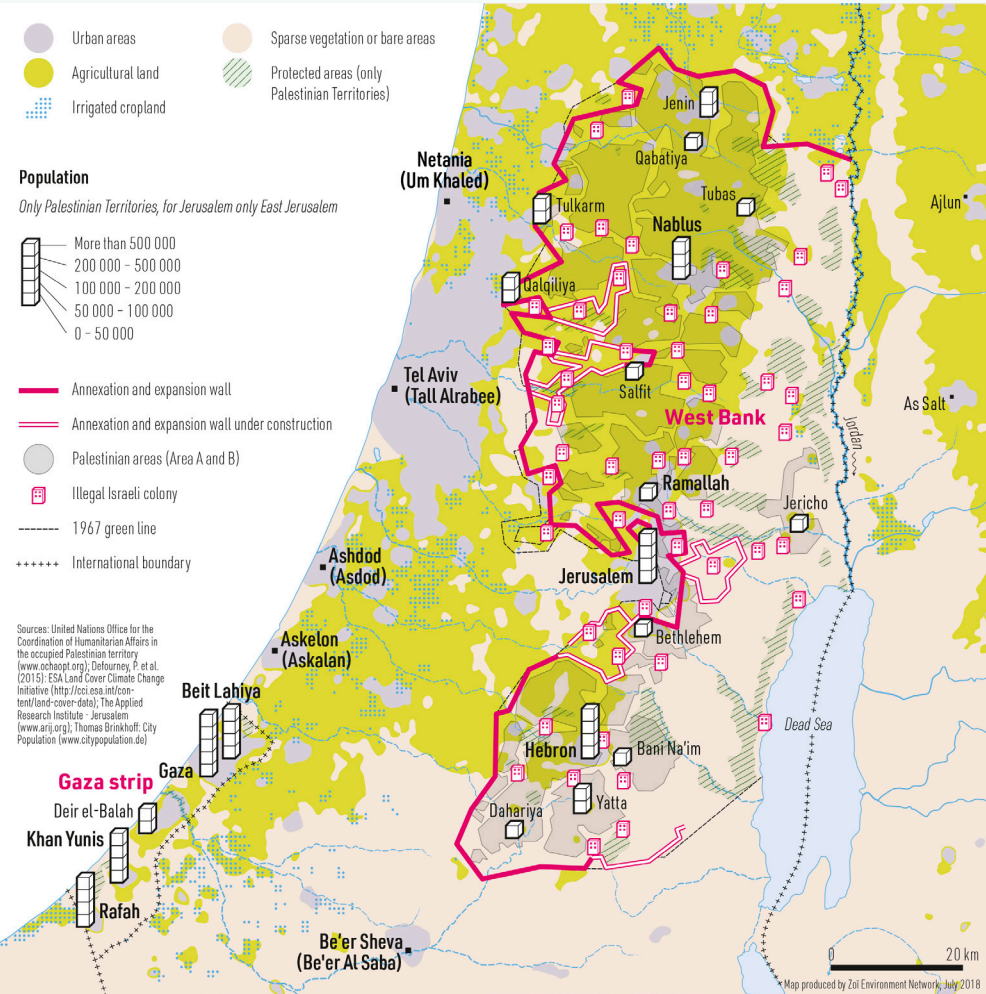 Urban areas
Agricultural land
Irrigated cropland
Sparse vegetation or bare areas
Protected areas (only
Palestinian Territories)
Population
Only Palestinian Territories, for Jerusalem only East Jerusalem
More than 500 000
200 000 – 500 000
100 000 – 200 000
50 000 – 100 000
0 – 50 000
Annexation and expansion wall
Annexation and expansion wall under construction
Palestinian areas (Area A and B)
Illegal Israeli colony
1967 green line
International boundary
Sources: United Nations Office for the
Coordination of Humanitarian Affairs in
the occupied Palestinian territory
(www.ochaopt.org); Defourney, P. et al.
(2015): ESA Land Cover Climate Change
Initiative (http://cci.esa.int/con-
tent/land-cover-data); The Applied
Research Institute - Jerusalem
(www.arij.org); Thomas Brinkhoff: City
Population (www.citypopulation.de)
Jenin
Qabatiya
Netania
(Um Khaled)
Tulkarm
Tubas
Nablus
Ajlun
Qalqiliya
Tel Aviv
(Tall Alrabee)
Salfit
West Bank
As Salt
Jordan
Ramallah
Jericho
Ashdod
(Asdod)
Jerusalem
Askelon
(Askalan)
Bethlehem
Beit Lahiya
Dead Sea
Hebron
Bani Na'im
Gaza
Gaza strip
Deir el-Balah
Dahariya
Yatta
Khan Yunis
Rafah
Be'er Sheva
(Be'er Al Saba)
0
20 km
Map produced by Zoï Environment Network, July 2018